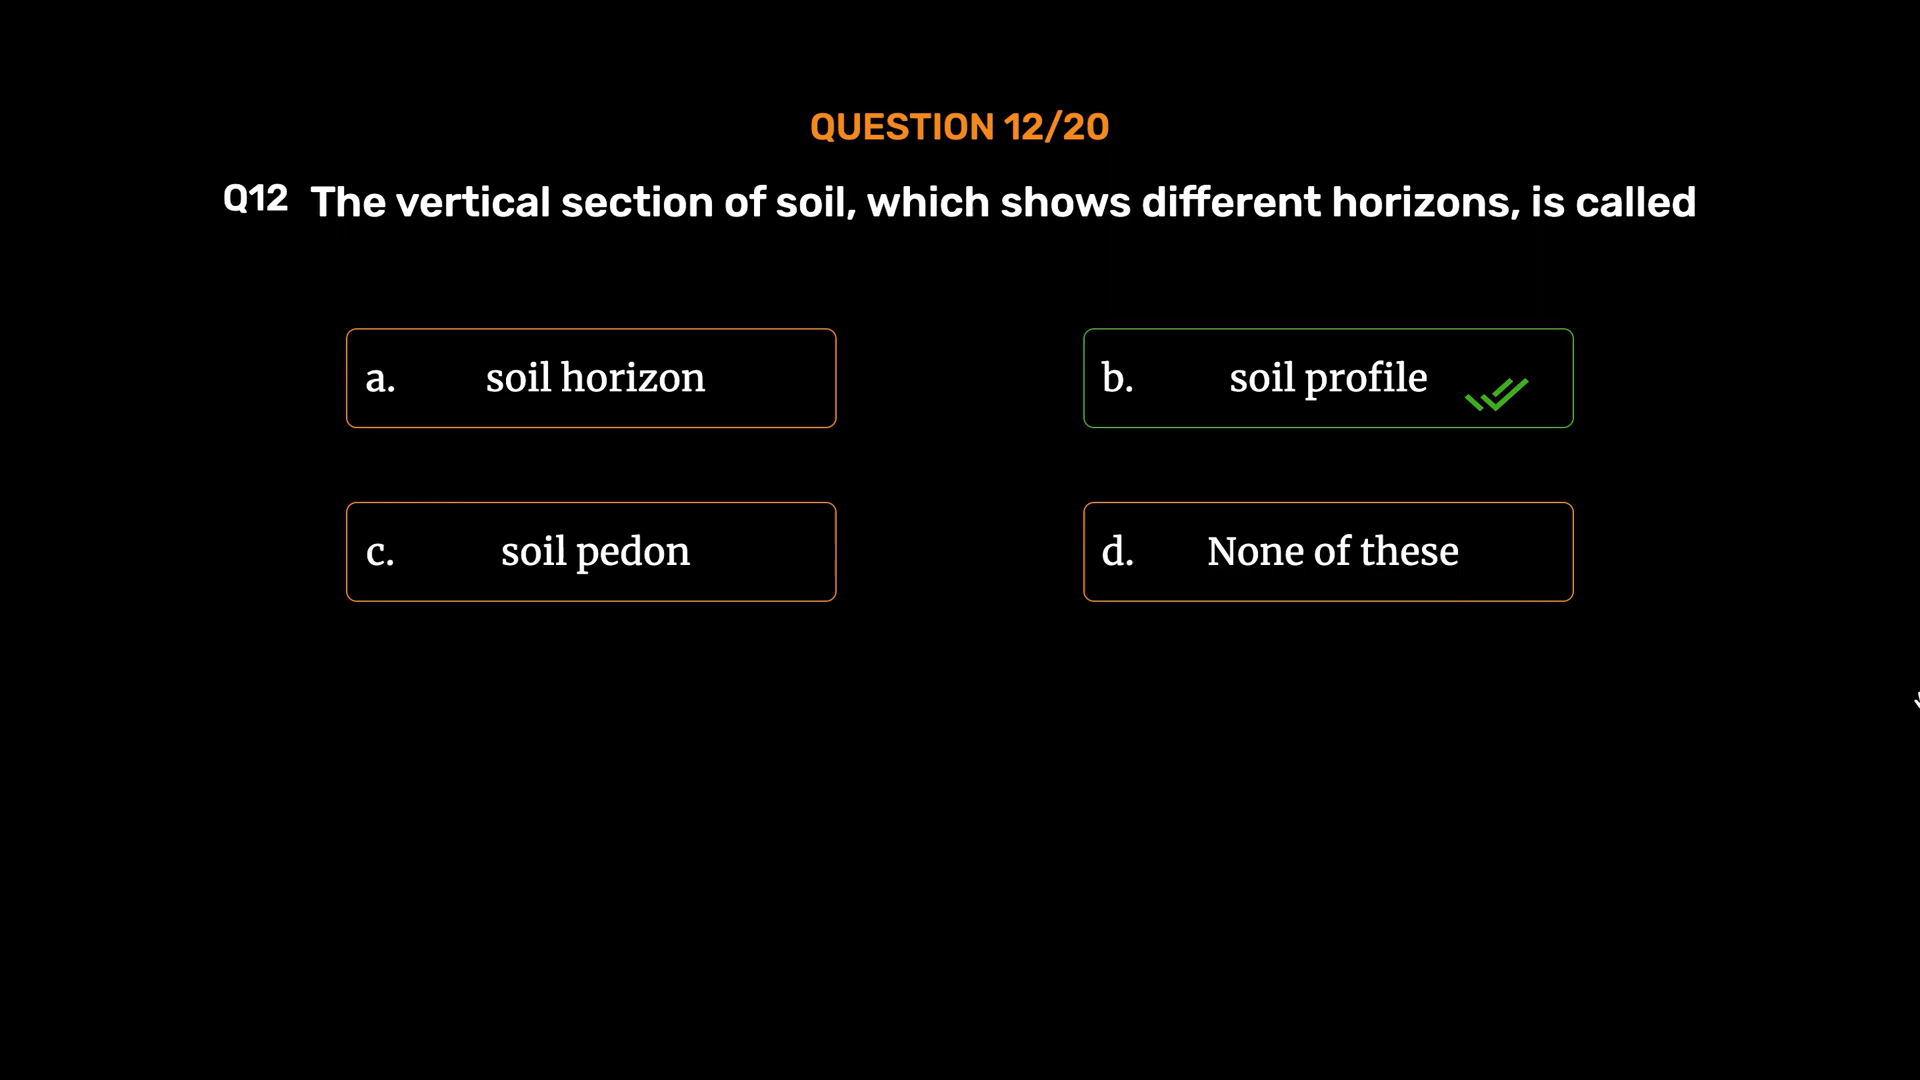 QUESTION 12/20
Q12 The vertical section of soil, which shows different horizons, is called
a. soil horizon
b. soil profile
c. soil pedon
d. None of these